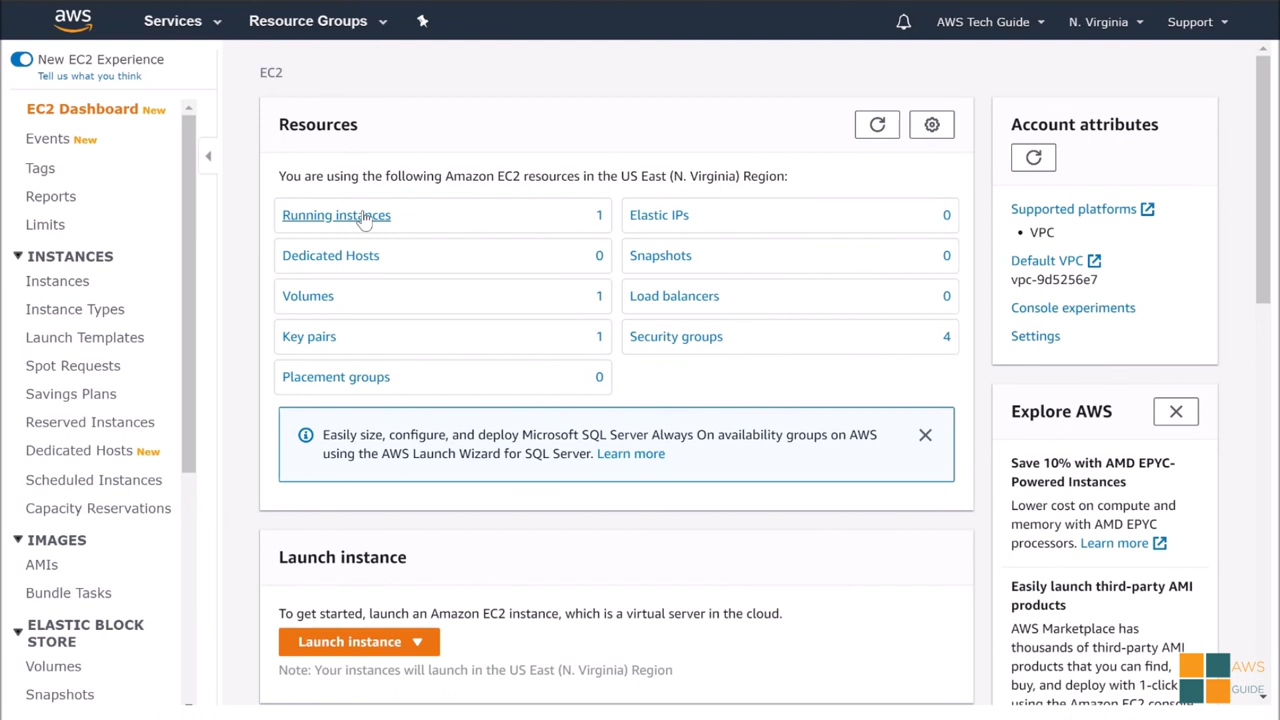 aws
Services
Resource Groups
AWS Tech Guide
N. Virginia
Support
New EC2 Experience
Tell us what you think
EC2 Dashboard New
Events New
Tags
Reports
Limits
INSTANCES
Instances
Instance Types
Launch Templates
Spot Requests
Savings Plans
Reserved Instances
Dedicated Hosts New
Scheduled Instances
Capacity Reservations
IMAGES
AMIs
Bundle Tasks
ELASTIC BLOCK
STORE
Volumes
Snapshots
EC2
Resources
You are using the following Amazon EC2 resources in the US East (N. Virginia) Region:
Running instances 1
Elastic IPs 0
Dedicated Hosts 0
Snapshots 0
Volumes 1
Load balancers 0
Key pairs 1
Security groups 4
Placement groups 0
Easily size, configure, and deploy Microsoft SQL Server Always On availability groups on AWS
using the AWS Launch Wizard for SQL Server. Learn more
Launch instance
To get started, launch an Amazon EC2 instance, which is a virtual server in the cloud.
Launch instance
Note: Your instances will launch in the US East (N. Virginia) Region
Account attributes
Supported platforms
• VPC
Default VPC
vpc-9d5256e7
Console experiments
Settings
Explore AWS
Save 10% with AMD EPYC-
Powered Instances
Lower cost on compute and
memory with AMD EPYC
processors. Learn more
Easily launch third-party AMI
products
AWS Marketplace has
thousands of third-party AMI
products that you can find,
buy, and deploy with 1-click
using the Amazon EC2
AWS
GUIDE